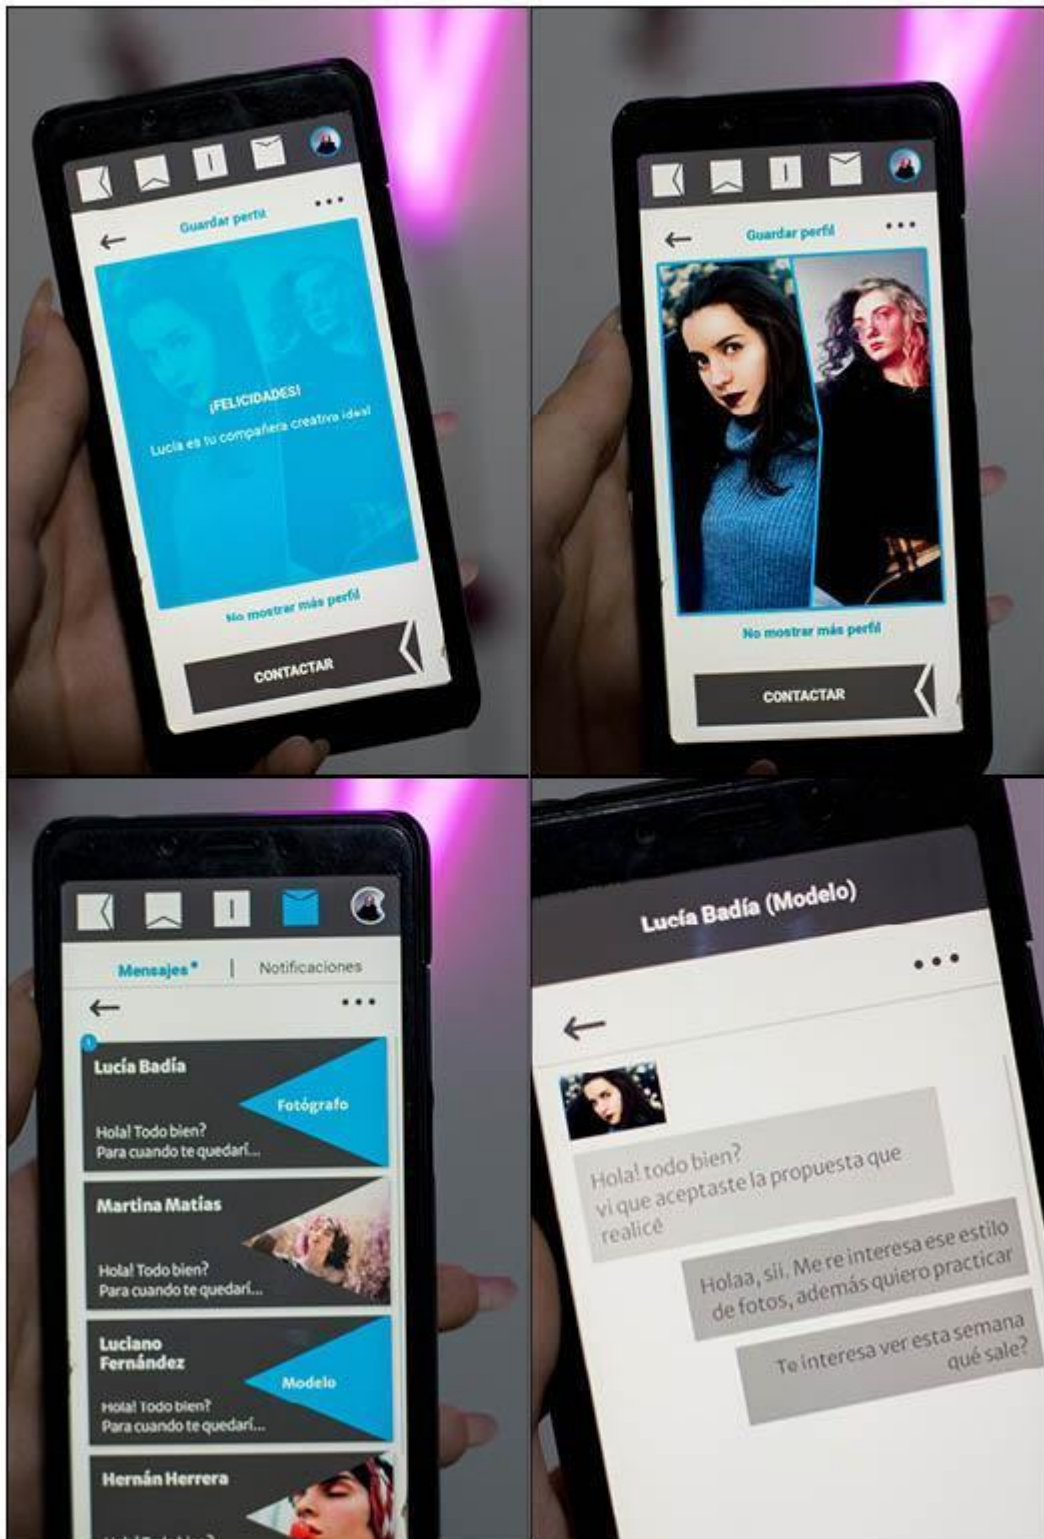 Guardar perfil
¡FELICIDADES!
Lucía es tu compañera creativa ideal
No mostrar más perfil
CONTACTAR
Guardar perfil
No mostrar más perfil
CONTACTAR
Mensajes | Notificaciones
Lucía Badía
Fotógrafo
Hola! Todo bien?
Para cuando te quedarí...
Martina Matías
Hola! Todo bien?
Para cuando te quedarí...
Luciano
Fernández
Modelo
Hola! Todo bien?
Para cuando te quedarí...
Hernán Herrera
Lucía Badía (Modelo)
Hola! todo bien?
vi que aceptaste la propuesta que
realicé
Holaa, sii. Me re interesa ese estilo
de fotos, además quiero practicar
Te interesa ver esta semana
qué sale?